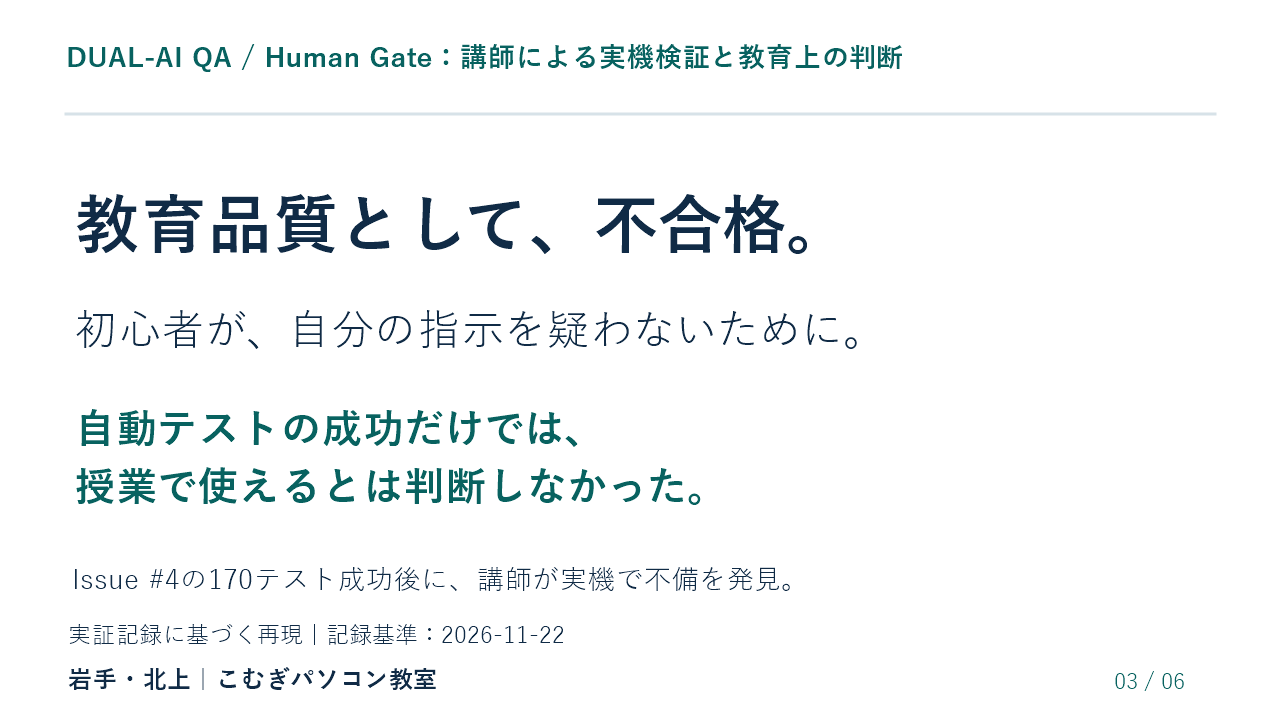 DUAL-AI QA / Human Gate：講師による実機検証と教育上の判断
教育品質として、不合格。
初心者が、自分の指示を疑わないために。
自動テストの成功だけでは、
授業で使えるとは判断しなかった。
Issue #4の170テスト成功後に、講師が実機で不備を発見。
実証記録に基づく再現｜記録基準：2026-11-22
岩手・北上｜こむぎパソコン教室
03 / 06